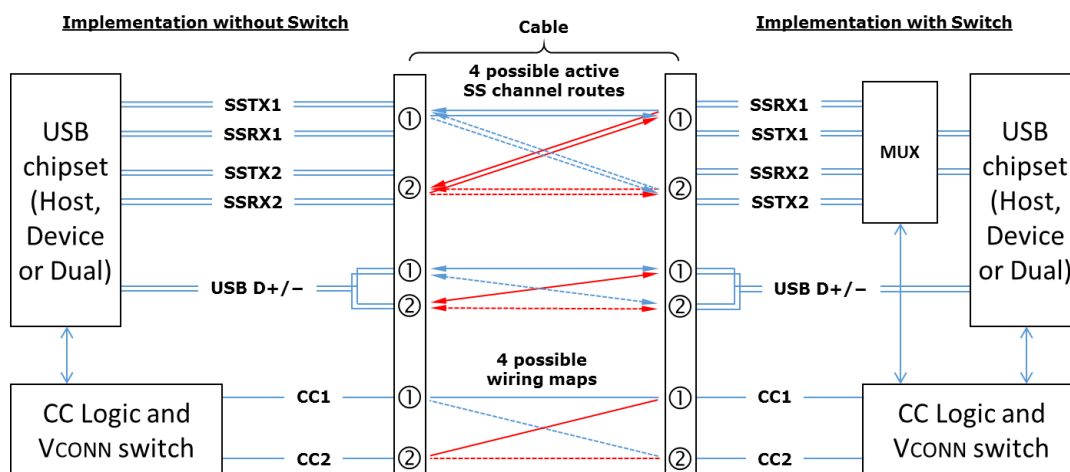 Implementation without Switch
Cable
Implementation with Switch
4 possible active
SS channel routes
USB
chipset
(Host,
Device
or Dual)
SSTX1
SSRX1
SSTX2
SSRX2
USB D+/−
①
②
①
②
①
②
SSRX1
SSTX1
SSRX2
SSTX2
USB D+/−
MUX
USB
chipset
(Host,
Device
or Dual)
①
②
①
②
4 possible
wiring maps
CC Logic and
VCONN switch
CC1
CC2
①
②
①
②
CC1
CC2
CC Logic and
VCONN switch